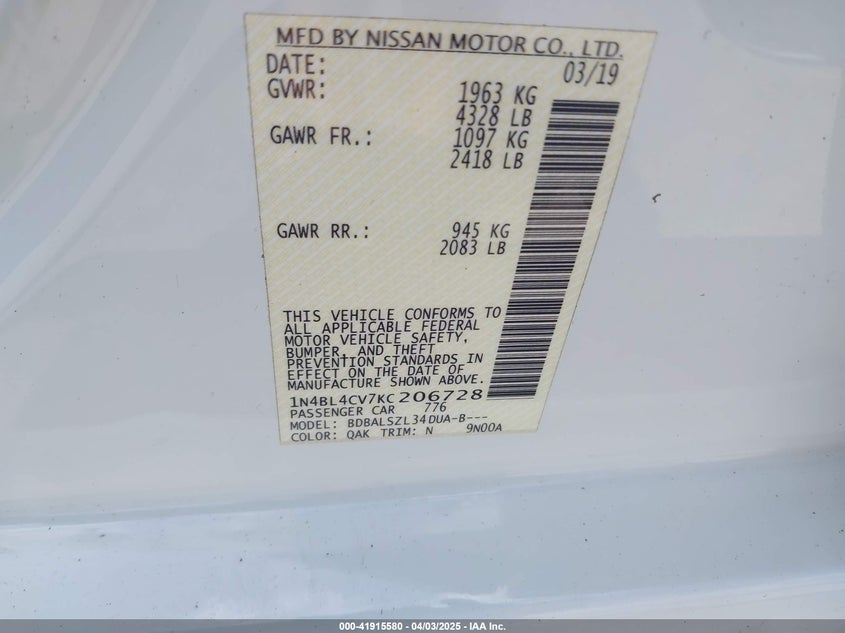 MFD BY NISSAN MOTOR CO., LTD.
DATE: 03/19
GVWR: 1963 KG
4328 LB
GAWR FR.: 1097 KG
2418 LB
GAWR RR.: 945 KG
2083 LB
THIS VEHICLE CONFORMS TO
ALL APPLICABLE FEDERAL
MOTOR VEHICLE SAFETY,
BUMPER, AND THEFT
PREVENTION STANDARDS IN
EFFECT ON THE DATE OF
MANUFACTURE SHOWN ABOVE.
1N4BL4CV7KC206728
PASSENGER CAR 776
MODEL: BDBALSZL34DUA-B---
COLOR: QAK TRIM: N 9N00A
000-41915580 - 04/03/2025 - IAA Inc.